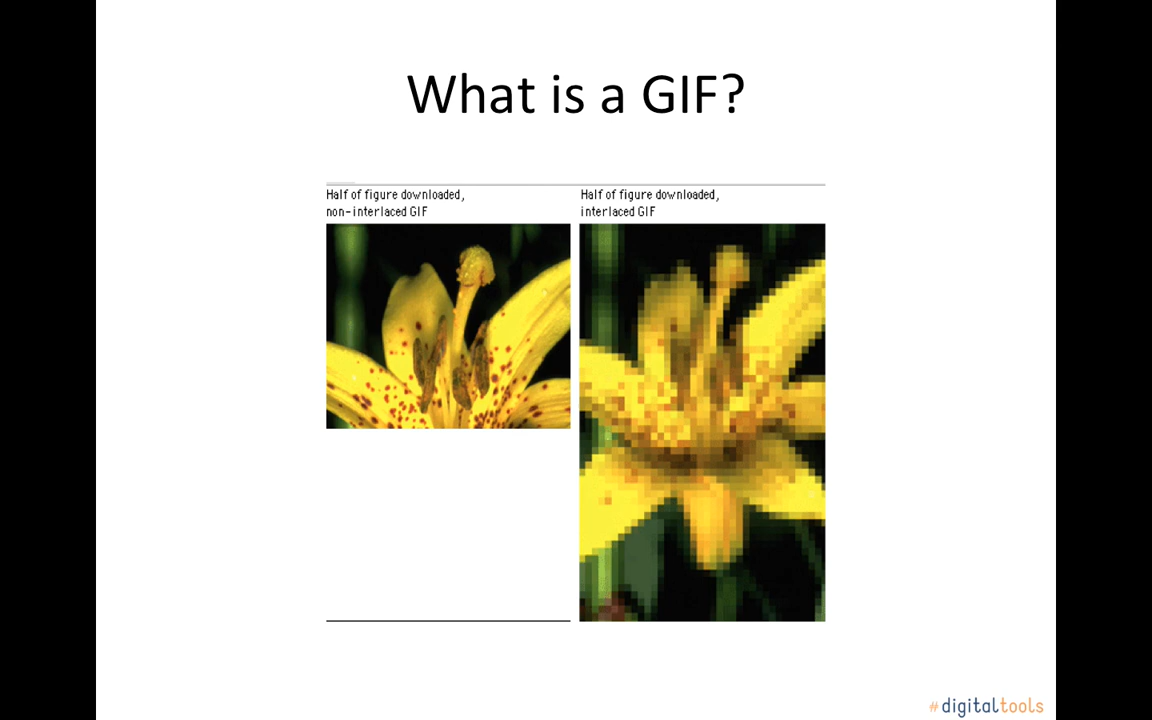 What is a GIF?
Half of figure downloaded,
non-interlaced GIF
Half of figure downloaded,
interlaced GIF
#digitaltools